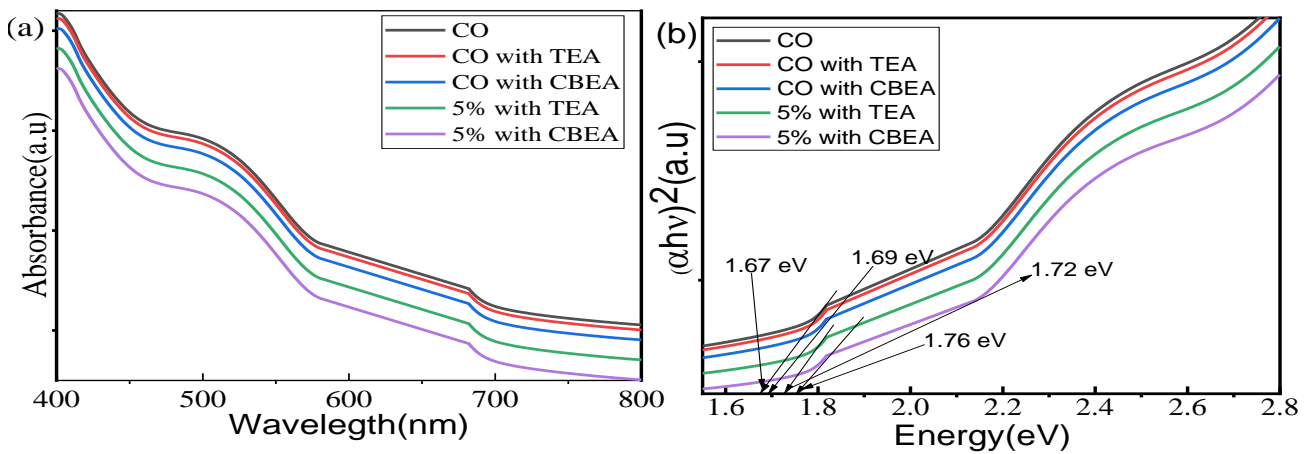 (a)
CO
CO with TEA
CO with CBEA
5% with TEA
5% with CBEA
Absorbance(a.u)
400
500
600
700
800
Wavelegth(nm)
(b)
CO
CO with TEA
CO with CBEA
5% with TEA
5% with CBEA
(αhν)2(a.u)
1.67 eV
1.69 eV
1.72 eV
1.76 eV
1.6
1.8
2.0
2.2
2.4
2.6
2.8
Energy(eV)